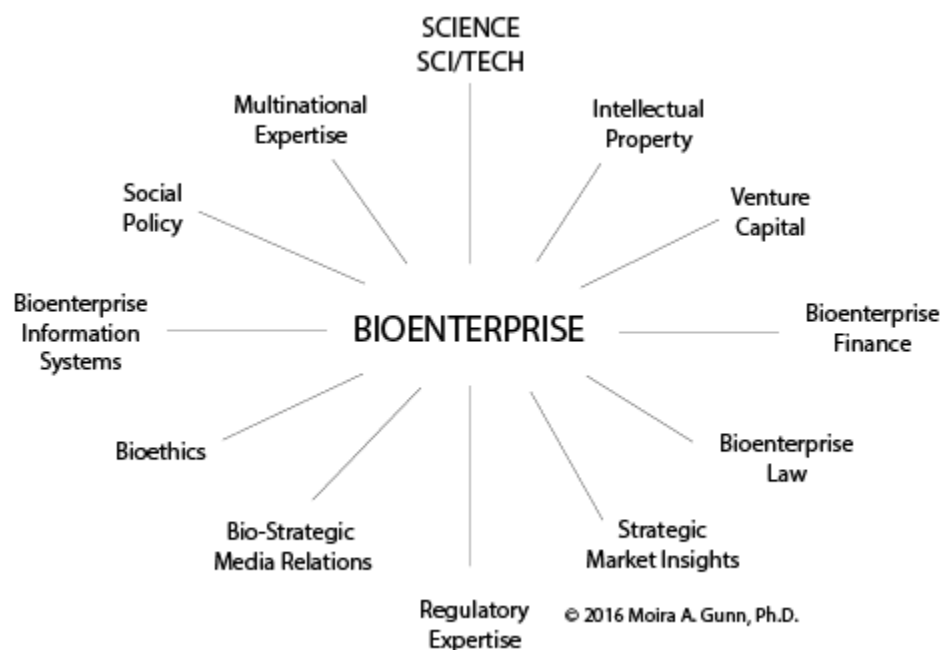 SCIENCE
SCI/TECH
Multinational
Expertise
Intellectual
Property
Social
Policy
Venture
Capital
Bioenterprise
Information
Systems
BIOENTERPRISE
Bioenterprise
Finance
Bioethics
Bioenterprise
Law
Bio-Strategic
Media Relations
Strategic
Market Insights
Regulatory
Expertise
© 2016 Moira A. Gunn, Ph.D.